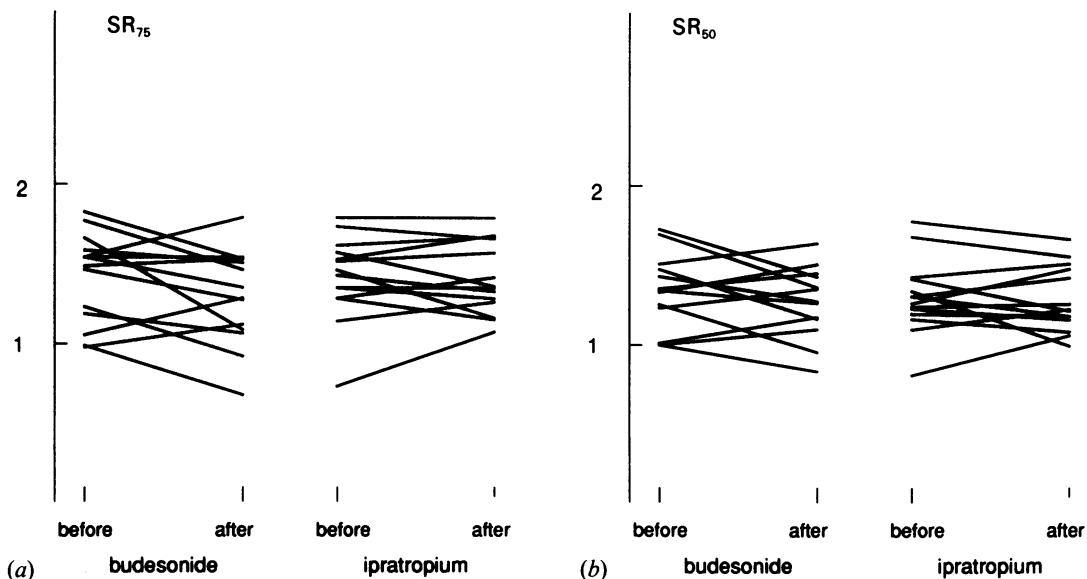 SR75
2
1
before after before after
budesonide ipratropium
(a)
SR50
2
1
before after before after
budesonide ipratropium
(b)